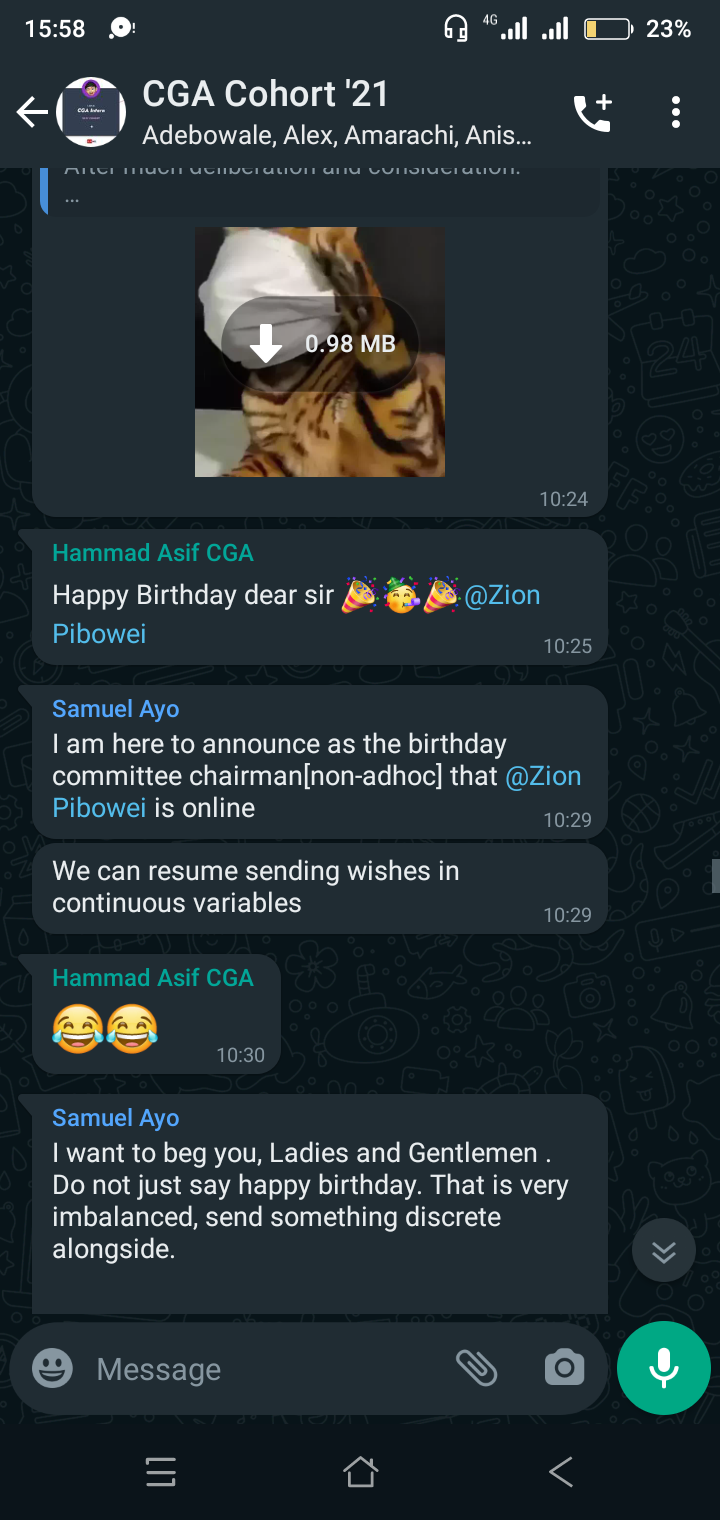 15:58
4G
23%
CGA Cohort '21
Adebowale, Alex, Amarachi, Anis...
After much deliberation and consideration.
...
0.98 MB
10:24
Hammad Asif CGA
Happy Birthday dear sir 🎉🥳🎉 @Zion
Pibowei
10:25
Samuel Ayo
I am here to announce as the birthday
committee chairman[non-adhoc] that @Zion
Pibowei is online
10:29
We can resume sending wishes in
continuous variables
10:29
Hammad Asif CGA
😂😂
10:30
Samuel Ayo
I want to beg you, Ladies and Gentlemen .
Do not just say happy birthday. That is very
imbalanced, send something discrete
alongside.
Message